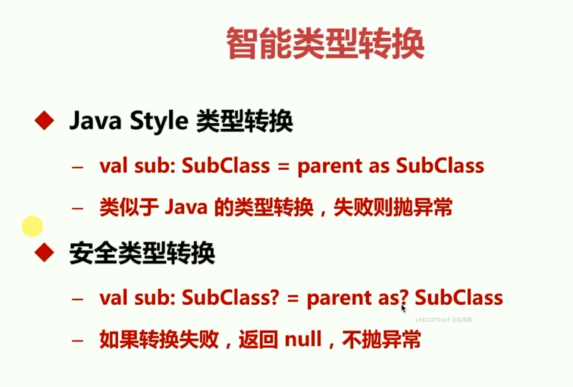 智能类型转换
Java Style 类型转换
– val sub: SubClass = parent as SubClass
– 类似于 Java 的类型转换，失败则抛异常
安全类型转换
– val sub: SubClass? = parent as? SubClass
– 如果转换失败，返回 null，不抛异常